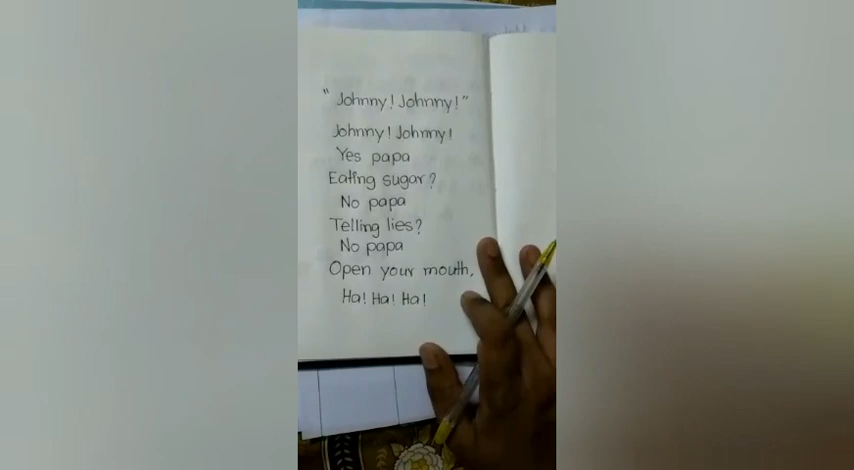 "Johnny! Johnny!"
Johnny! Johnny!
Yes papa
Eating sugar?
No papa
Telling lies?
No papa
Open your mouth,
Ha! Ha! Ha!